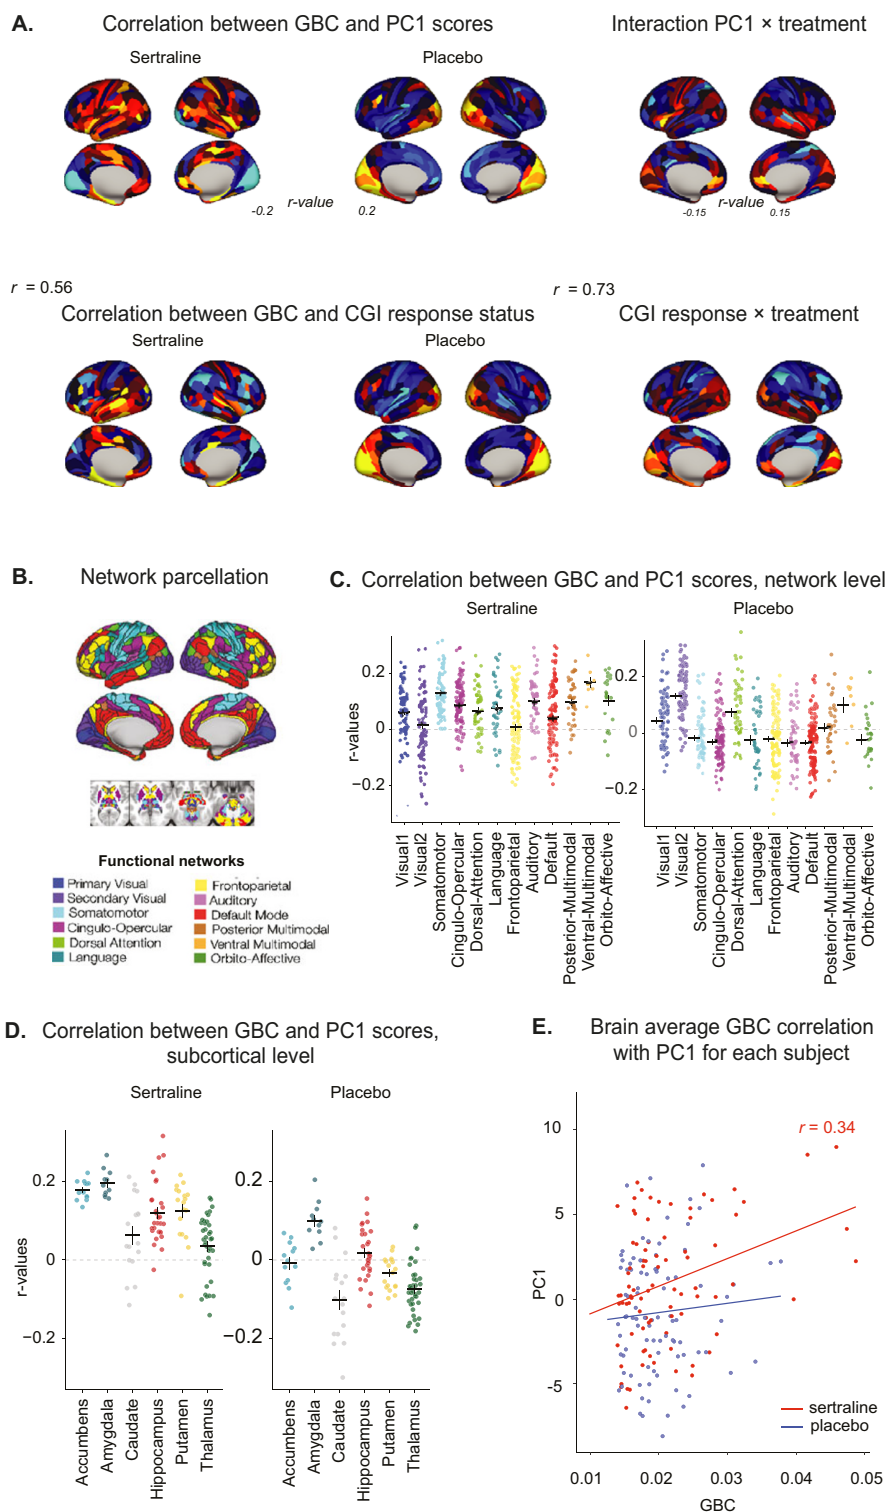 A.
Correlation between GBC and PC1 scores
Interaction PC1 × treatment
Sertraline
Placebo
-0.2
r-value
0.2
-0.15
r-value
0.15
r = 0.56
r = 0.73
Correlation between GBC and CGI response status
CGI response × treatment
Sertraline
Placebo
B.
Network parcellation
Functional networks
Primary Visual
Secondary Visual
Somatomotor
Cingulo-Opercular
Dorsal Attention
Language
Frontoparietal
Auditory
Default Mode
Posterior Multimodal
Ventral Multimodal
Orbito-Affective
C. Correlation between GBC and PC1 scores, network level
Sertraline
Placebo
r-values
0.2
0
−0.2
0.2
0
−0.2
Visual1
Visual2
Somatomotor
Cingulo-Opercular
Dorsal-Attention
Language
Frontoparietal
Auditory
Default
Posterior-Multimodal
Ventral-Multimodal
Orbito-Affective
Visual1
Visual2
Somatomotor
Cingulo-Opercular
Dorsal-Attention
Language
Frontoparietal
Auditory
Default
Posterior-Multimodal
Ventral-Multimodal
Orbito-Affective
D. Correlation between GBC and PC1 scores,
subcortical level
Sertraline
Placebo
r-values
0.2
0
−0.2
0.2
0
−0.2
Accumbens
Amygdala
Caudate
Hippocampus
Putamen
Thalamus
Accumbens
Amygdala
Caudate
Hippocampus
Putamen
Thalamus
E. Brain average GBC correlation
with PC1 for each subject
r = 0.34
PC1
10
5
0
-5
sertraline
placebo
0.01
0.02
0.03
0.04
0.05
GBC